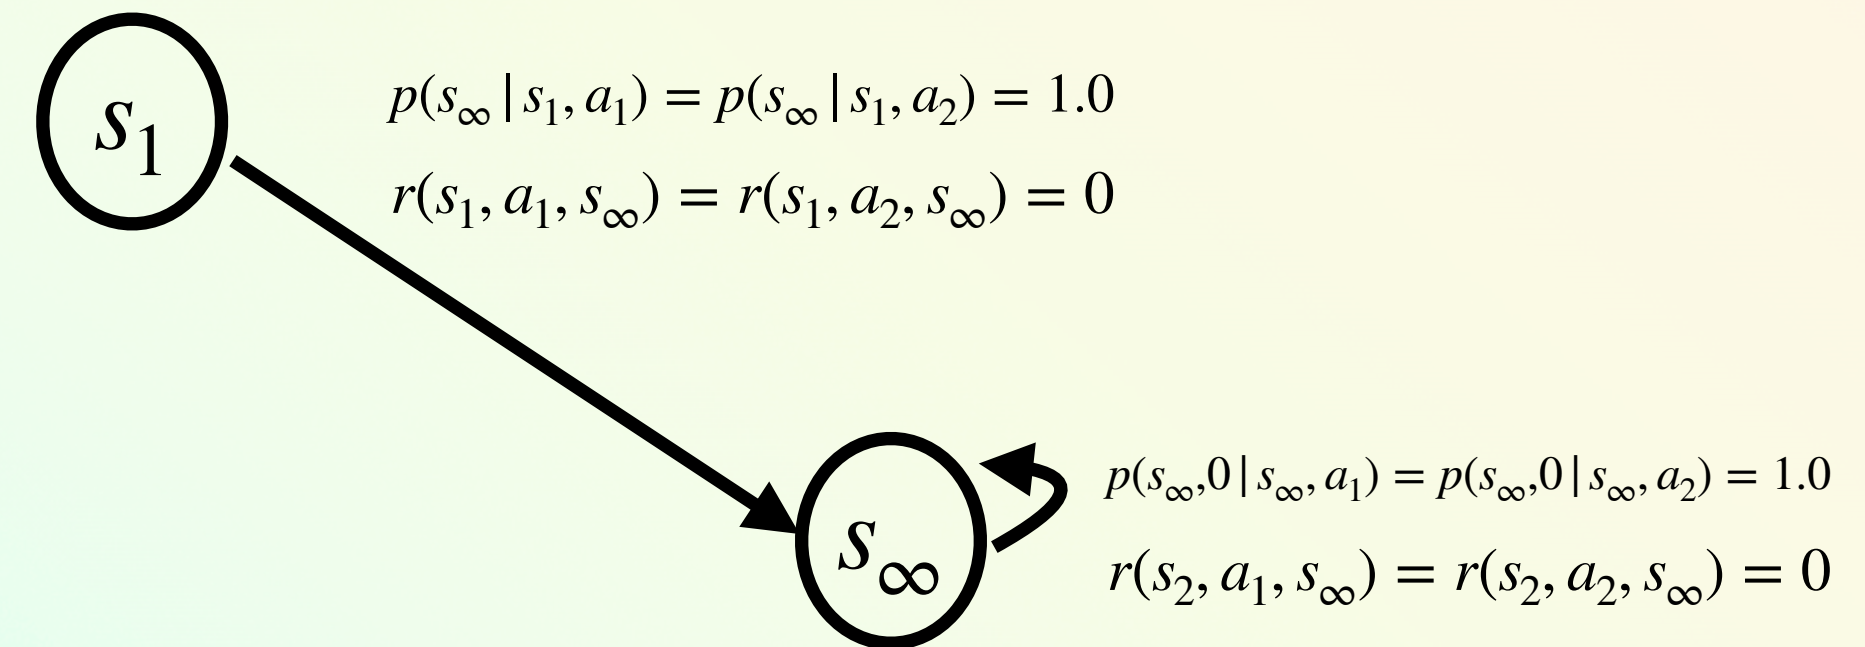 s₁
p(s∞ | s₁, a₁) = p(s∞ | s₁, a₂) = 1.0
r(s₁, a₁, s∞) = r(s₁, a₂, s∞) = 0
s∞
p(s∞,0 | s∞, a₁) = p(s∞,0 | s∞, a₂) = 1.0
r(s₂, a₁, s∞) = r(s₂, a₂, s∞) = 0